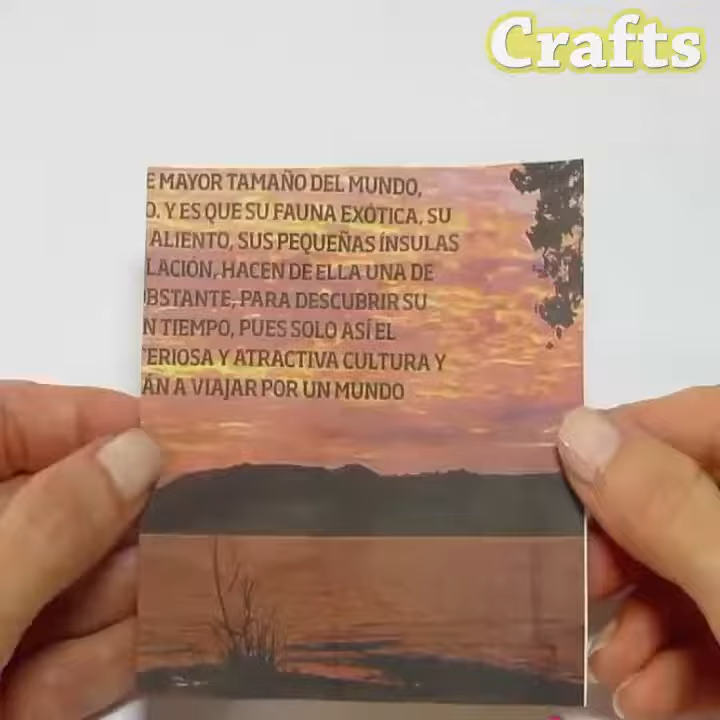 Crafts
E MAYOR TAMAÑO DEL MUNDO,
O. Y ES QUE SU FAUNA EXÓTICA, SU
ALIENTO, SUS PEQUEÑAS ÍNSULAS
LACIÓN, HACEN DE ELLA UNA DE
BSTANTE, PARA DESCUBRIR SU
N TIEMPO, PUES SOLO ASÍ EL
TERIOSA Y ATRACTIVA CULTURA Y
ÁN A VIAJAR POR UN MUNDO